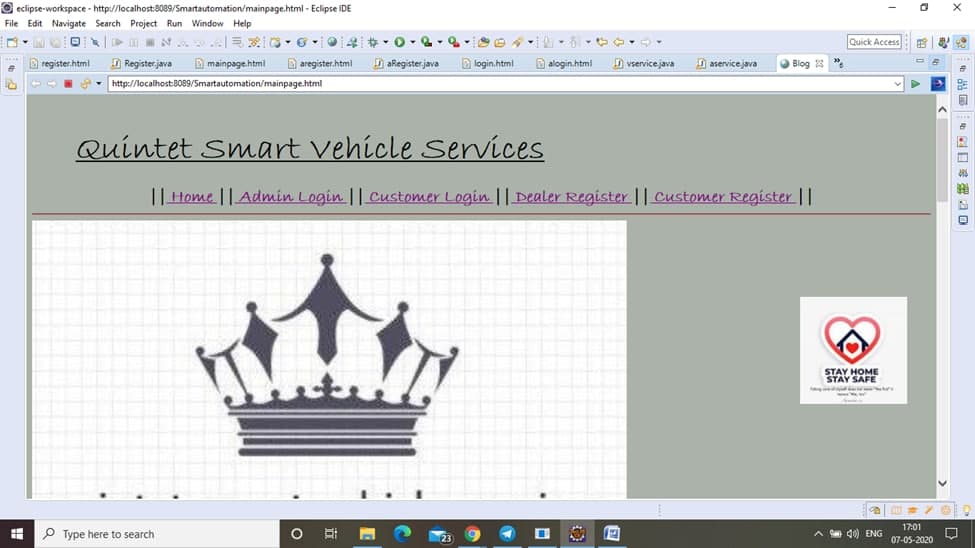 eclipse-workspace - http://localhost:8089/Smartautomation/mainpage.html - Eclipse IDE
File Edit Navigate Search Project Run Window Help
Quick Access
register.html Register.java mainpage.html aregister.html aRegister.java login.html alogin.html vservice.java aservice.java Blog
http://localhost:8089/Smartautomation/mainpage.html
Quintet Smart Vehicle Services
|| Home || Admin Login || Customer Login || Dealer Register || Customer Register ||
STAY HOME
STAY SAFE
Type here to search
23
ENG
17:01
07-05-2020